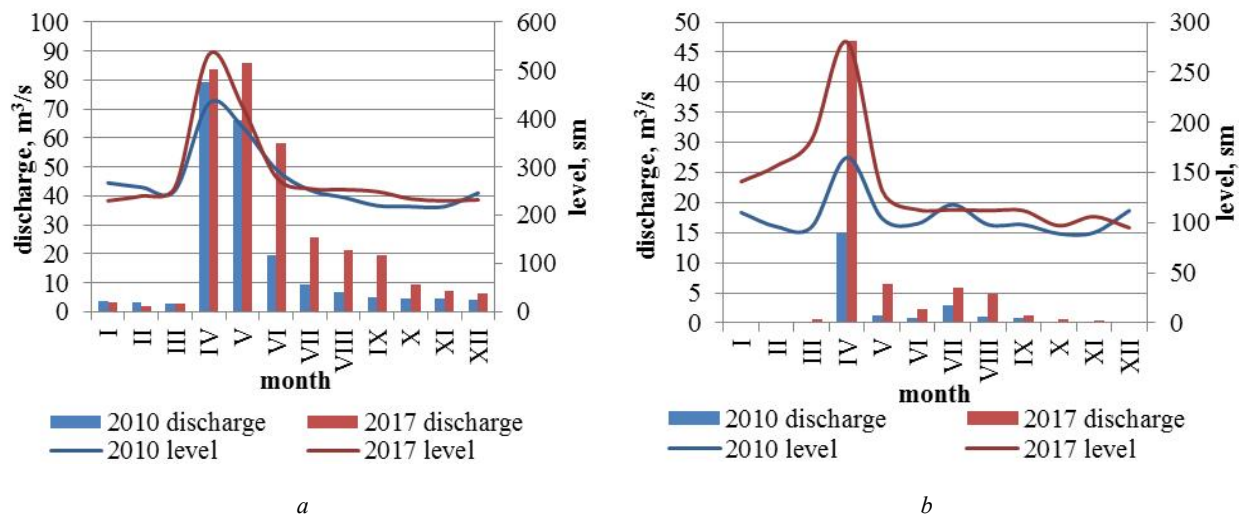 100
90
80
70
60
50
40
30
20
10
0
discharge, m³/s
600
500
400
300
200
100
0
level, sm
I II III IV V VI VII VIII IX X XI XII
month
2010 discharge 2017 discharge
2010 level 2017 level
a
50
45
40
35
30
25
20
15
10
5
0
discharge, m³/s
300
250
200
150
100
50
0
level, sm
I II III IV V VI VII VIII IX X XI XII
month
2010 discharge 2017 discharge
2010 level 2017 level
b